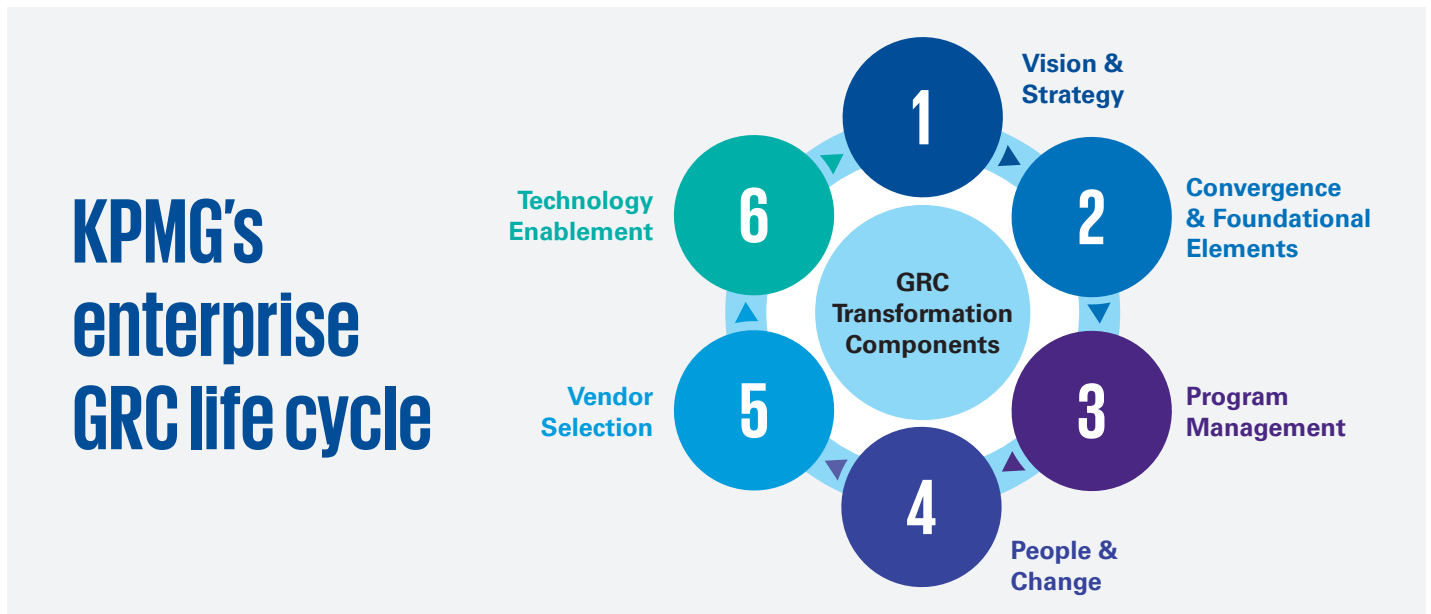 KPMG's
enterprise
GRC life cycle
1
Vision &
Strategy
2
Convergence
& Foundational
Elements
3
Program
Management
4
People &
Change
5
Vendor
Selection
6
Technology
Enablement
GRC
Transformation
Components